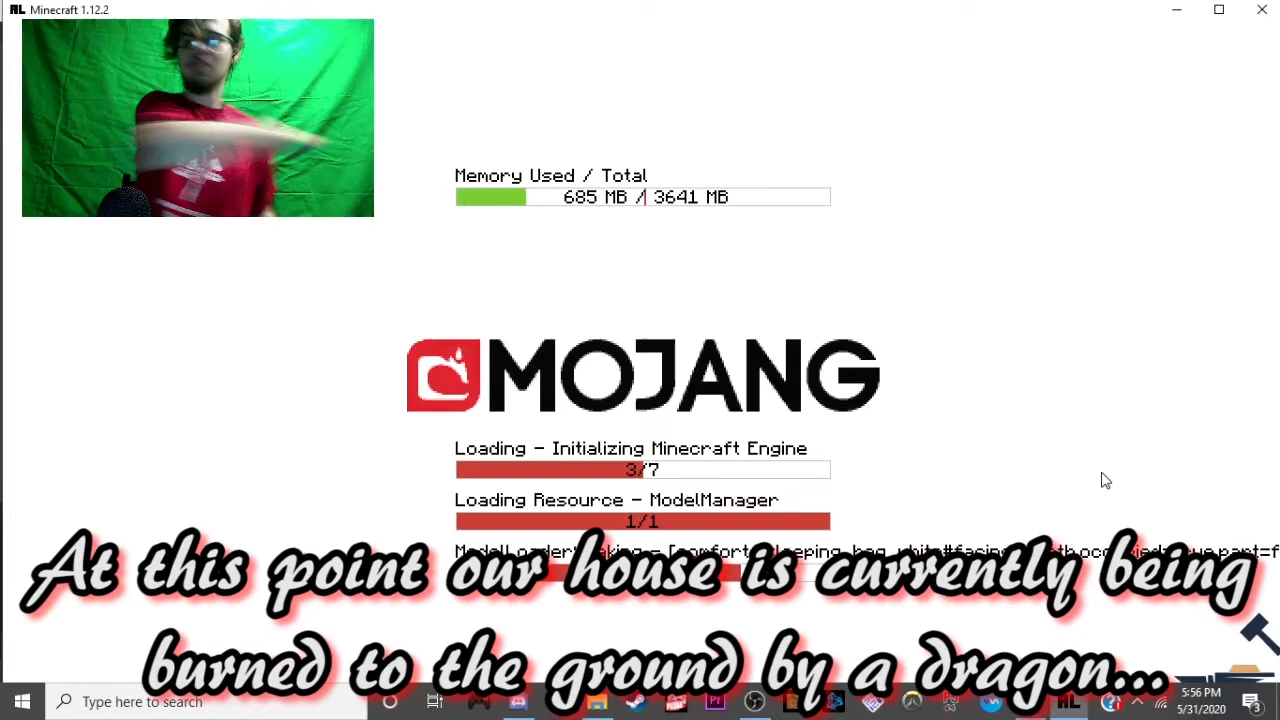 Minecraft 1.12.2
Memory Used / Total
685 MB / 3641 MB
MOJANG
Loading - Initializing Minecraft Engine
3/7
Loading Resource - ModelManager
1/1
At this point our house is currently being
burned to the ground by a dragon...
Type here to search
5:56 PM
5/31/2020